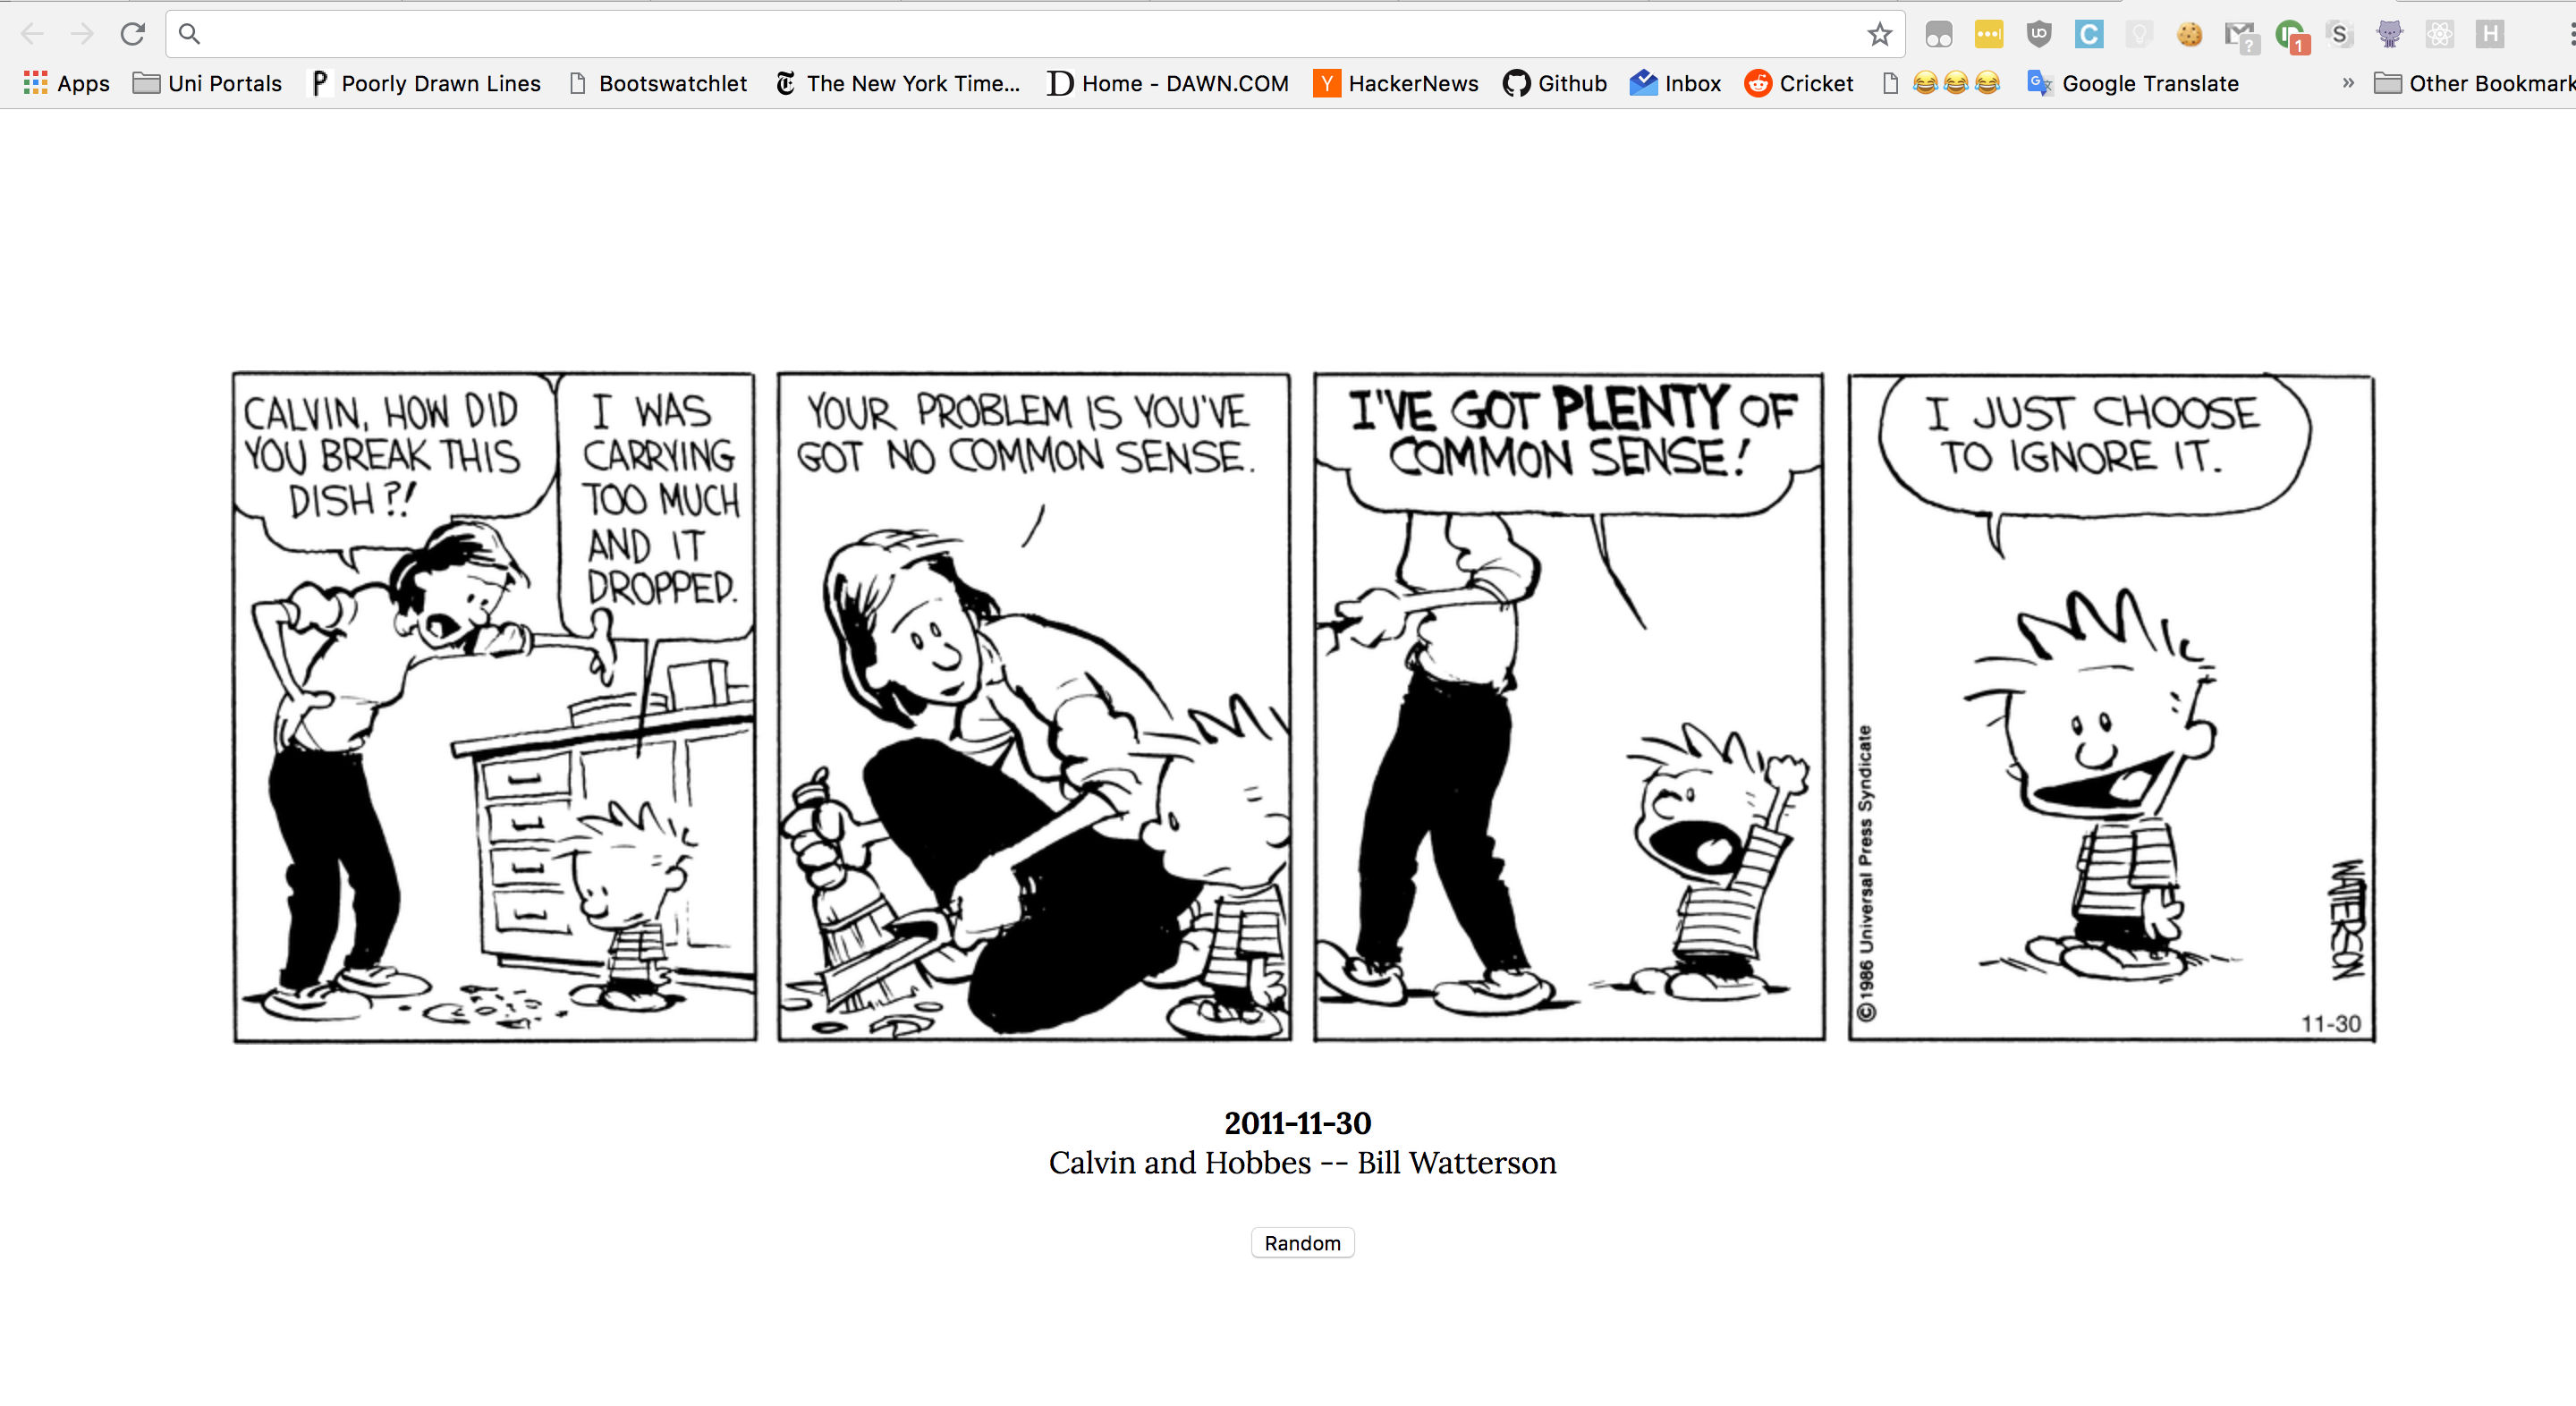 Apps
Uni Portals
Poorly Drawn Lines
Bootswatchlet
The New York Time...
Home - DAWN.COM
HackerNews
Github
Inbox
Cricket
😂😂😂
Google Translate
»
Other Bookmark
CALVIN, HOW DID
YOU BREAK THIS
DISH?!
I WAS
CARRYING
TOO MUCH
AND IT
DROPPED.
YOUR PROBLEM IS YOU'VE
GOT NO COMMON SENSE.
I'VE GOT PLENTY OF
COMMON SENSE!
I JUST CHOOSE
TO IGNORE IT.
©1986 Universal Press Syndicate
WATTERSON
11-30
2011-11-30
Calvin and Hobbes -- Bill Watterson
Random